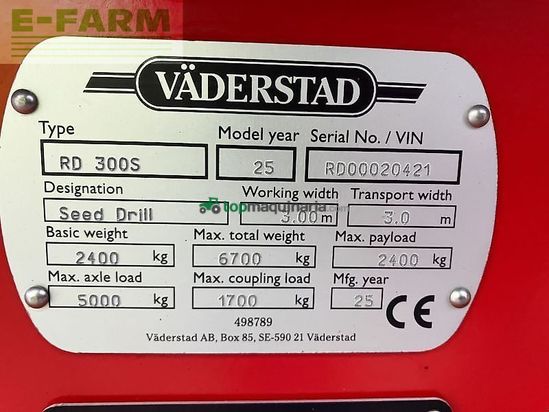 E-FARM
VÄDERSTAD
Type Model year Serial No. / VIN
RD 300S 25 RD00020421
Designation Working width Transport width
Seed Drill 3.00 m 3.0 m
topmaquinaria.com
Basic weight Max. total weight Max. payload
2400 kg 6700 kg 2400 kg
Max. axle load Max. coupling load Mfg. year
5000 kg 1700 kg 25 CE
498789
Väderstad AB, Box 85, SE-590 21 Väderstad